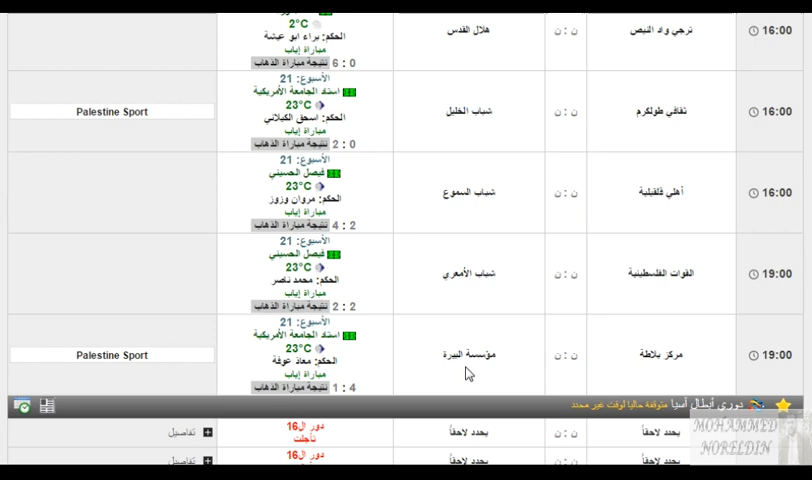 16:00 ترجي واد النيص ن : ن هلال القدس
2°C
الحكم: براء ابو عيشة
مباراة إياب
نتيجة مباراة الذهاب 0 : 6
16:00 ثقافي طولكرم ن : ن شباب الخليل
الأسبوع: 21
استاد الجامعة الأمريكية
23°C
الحكم: اسحق الكيلاني
مباراة إياب
نتيجة مباراة الذهاب 0 : 2
Palestine Sport
16:00 أهلي قلقيلية ن : ن شباب السموع
الأسبوع: 21
فيصل الحسيني
23°C
الحكم: مروان وزوز
مباراة إياب
نتيجة مباراة الذهاب 2 : 4
19:00 القوات الفلسطينية ن : ن شباب الأمعري
الأسبوع: 21
فيصل الحسيني
23°C
الحكم: محمد ناصر
مباراة إياب
نتيجة مباراة الذهاب 2 : 2
19:00 مركز بلاطة ن : ن مؤسسة البيرة
الأسبوع: 21
استاد الجامعة الأمريكية
23°C
الحكم: معاذ عوفة
مباراة إياب
نتيجة مباراة الذهاب 4 : 1
Palestine Sport
دوري أبطال آسيا متوقفة حاليا لوقت غير محدد
يحدد لاحقاً ن : ن يحدد لاحقاً
دور ال16
تأجلت
تفاصيل
يحدد لاحقاً ن : ن يحدد لاحقاً
دور ال16
تفاصيل
MOHAMMED
NORELDIN